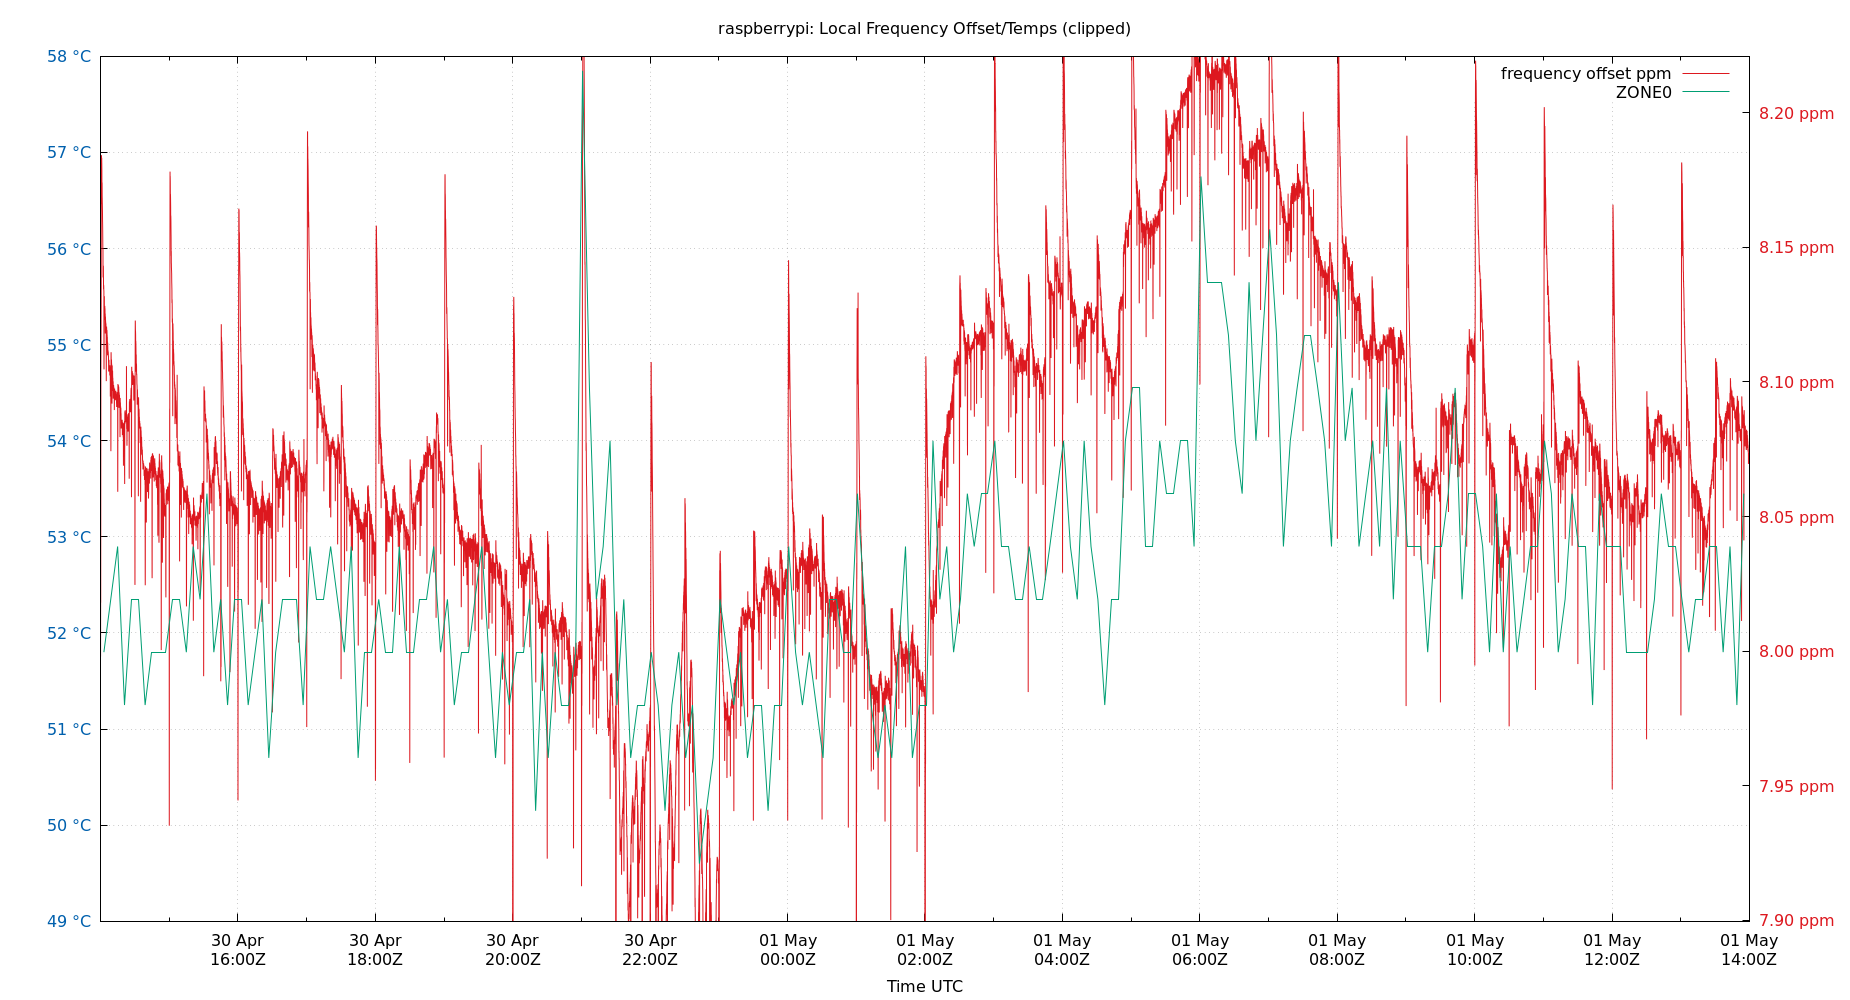 raspberrypi: Local Frequency Offset/Temps (clipped)
58 °C
57 °C
56 °C
55 °C
54 °C
53 °C
52 °C
51 °C
50 °C
49 °C
frequency offset ppm
ZONE0
8.20 ppm
8.15 ppm
8.10 ppm
8.05 ppm
8.00 ppm
7.95 ppm
7.90 ppm
30 Apr
16:00Z
30 Apr
18:00Z
30 Apr
20:00Z
30 Apr
22:00Z
01 May
00:00Z
01 May
02:00Z
01 May
04:00Z
01 May
06:00Z
01 May
08:00Z
01 May
10:00Z
01 May
12:00Z
01 May
14:00Z
Time UTC